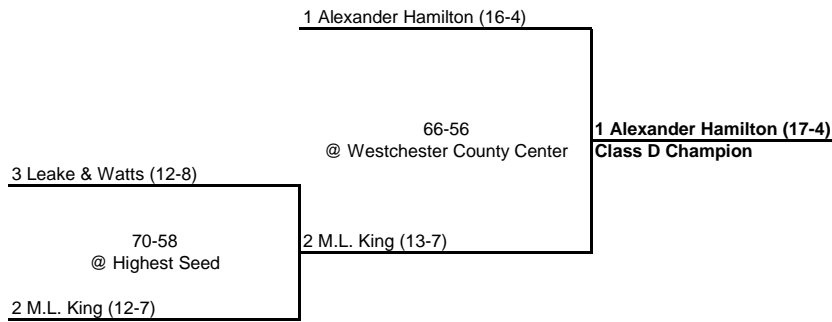 1 Alexander Hamilton (16-4)
66-56
@ Westchester County Center
1 Alexander Hamilton (17-4)
Class D Champion
3 Leake & Watts (12-8)
70-58
@ Highest Seed
2 M.L. King (13-7)
2 M.L. King (12-7)